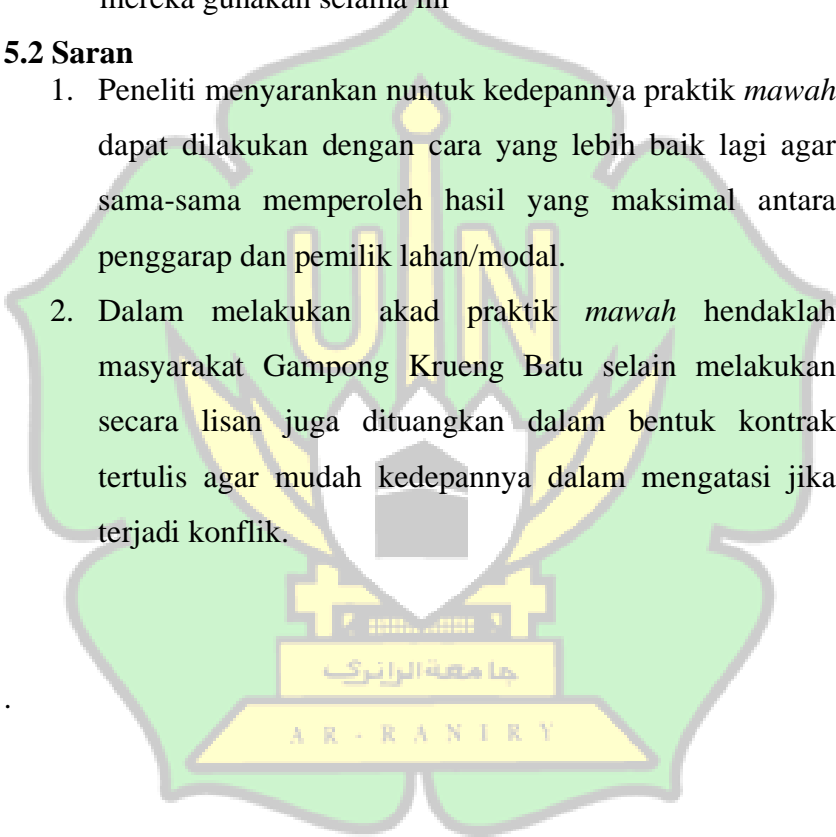 mereka gunakan selama ini
5.2 Saran
1. Peneliti menyarankan nuntuk kedepannya praktik mawah
dapat dilakukan dengan cara yang lebih baik lagi agar
sama-sama memperoleh hasil yang maksimal antara
penggarap dan pemilik lahan/modal.
2. Dalam melakukan akad praktik mawah hendaklah
masyarakat Gampong Krueng Batu selain melakukan
secara lisan juga dituangkan dalam bentuk kontrak
tertulis agar mudah kedepannya dalam mengatasi jika
terjadi konflik.
UIN
جامعة الرانري
.
AR-RANIRY